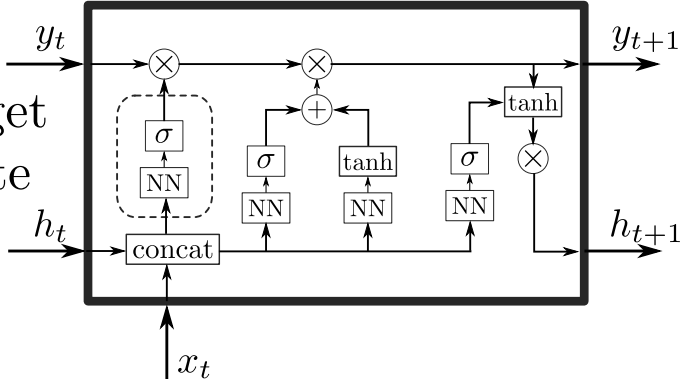 y_t
y_{t+1}
× ×
tanh
+
σ
σ tanh σ ×
NN
NN NN NN
h_t
h_{t+1}
concat
x_t